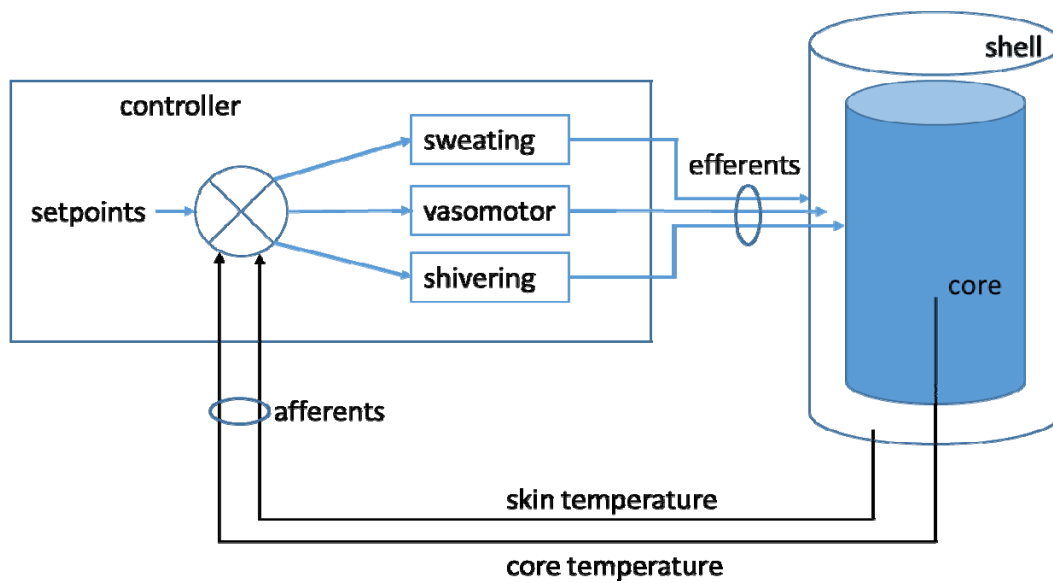 shell
controller
sweating
efferents
setpoints
vasomotor
shivering
core
afferents
skin temperature
core temperature